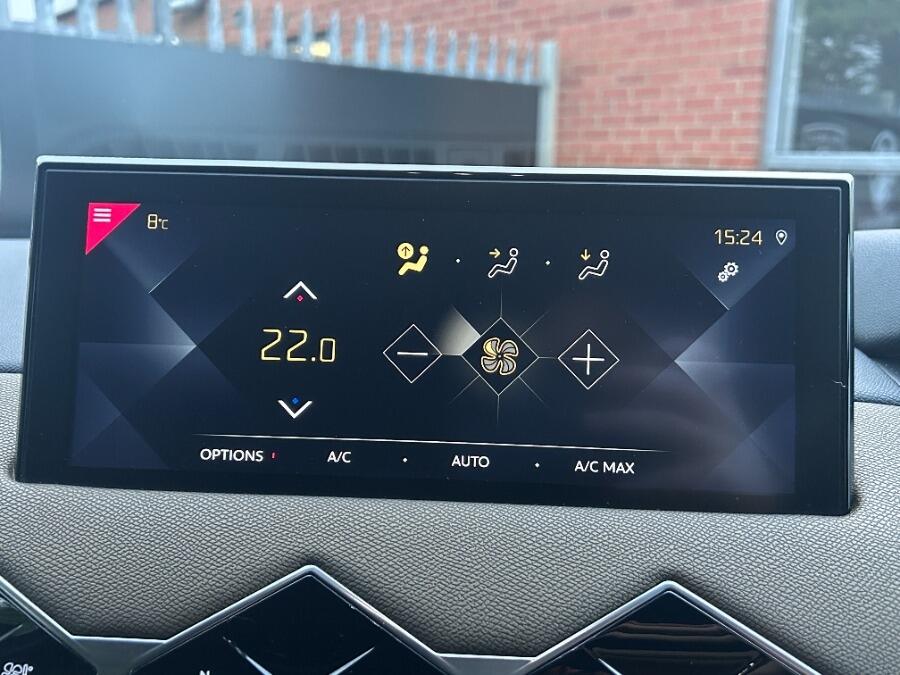 8°C
15:24
22.0
OPTIONS A/C AUTO A/C MAX
N